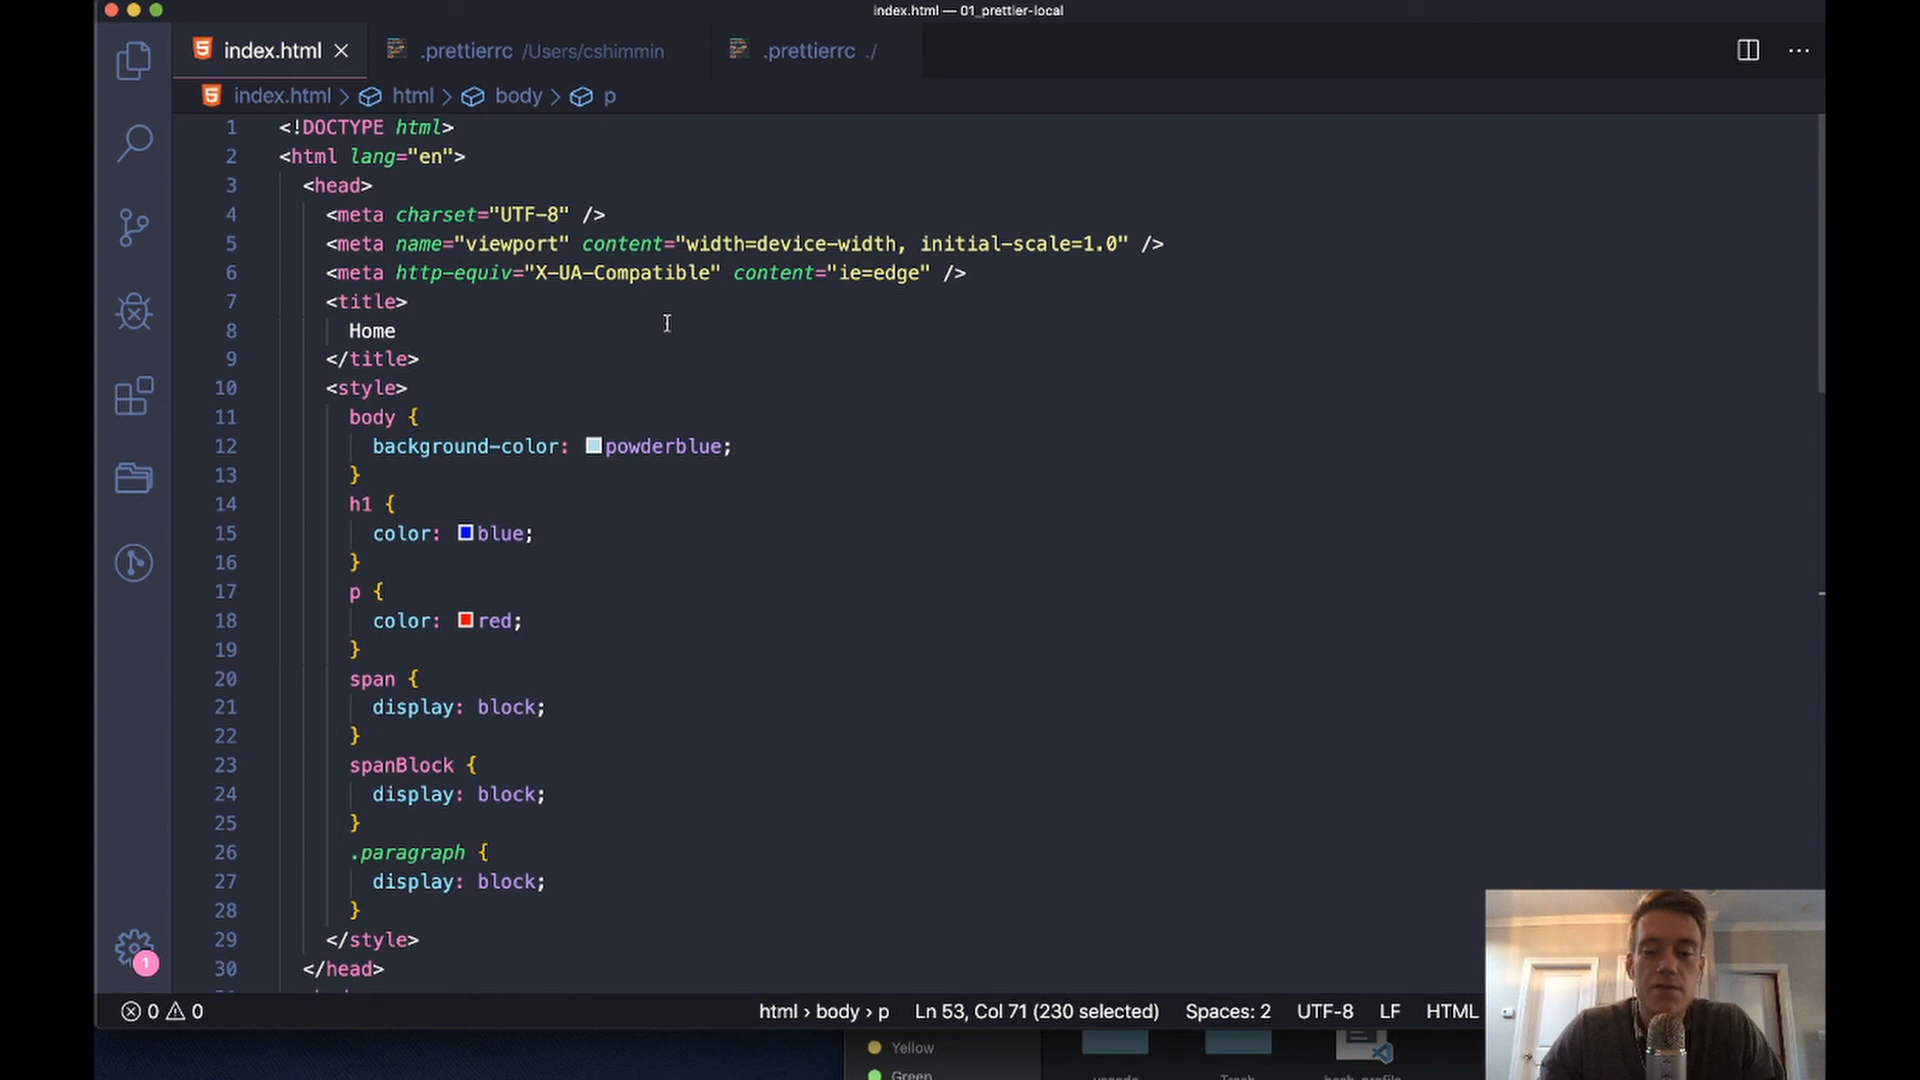 index.html — 01_prettier-local
index.html × .prettierrc /Users/cshimmin .prettierrc ./
index.html > html > body > p
1 <!DOCTYPE html>
2 <html lang="en">
3 <head>
4 <meta charset="UTF-8" />
5 <meta name="viewport" content="width=device-width, initial-scale=1.0" />
6 <meta http-equiv="X-UA-Compatible" content="ie=edge" />
7 <title>
8 Home
9 </title>
10 <style>
11 body {
12 background-color: powderblue;
13 }
14 h1 {
15 color: blue;
16 }
17 p {
18 color: red;
19 }
20 span {
21 display: block;
22 }
23 spanBlock {
24 display: block;
25 }
26 .paragraph {
27 display: block;
28 }
29 </style>
30 </head>
1
0 0 html › body › p Ln 53, Col 71 (230 selected) Spaces: 2 UTF-8 LF HTML
Yellow
Green